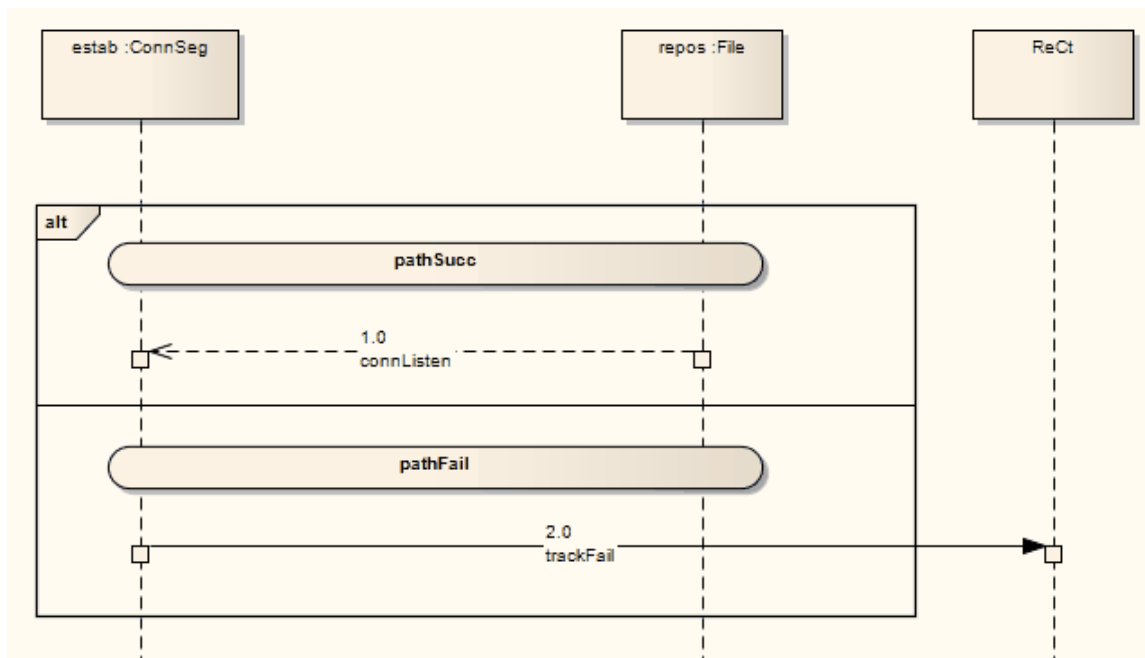 estab :ConnSeg
repos :File
ReCt
alt
pathSucc
1.0
connListen
pathFail
2.0
trackFail